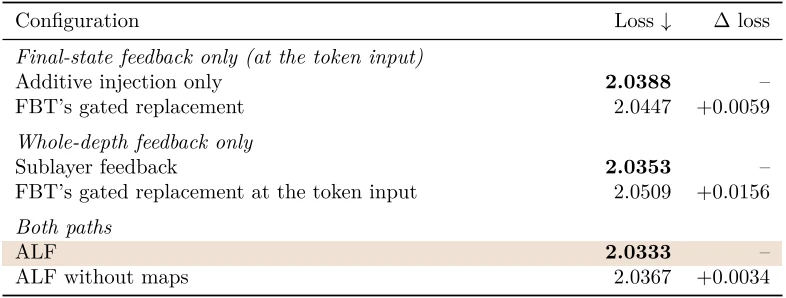 Configuration Loss ↓ Δ loss
Final-state feedback only (at the token input)
Additive injection only 2.0388 –
FBT's gated replacement 2.0447 +0.0059
Whole-depth feedback only
Sublayer feedback 2.0353 –
FBT's gated replacement at the token input 2.0509 +0.0156
Both paths
ALF 2.0333 –
ALF without maps 2.0367 +0.0034